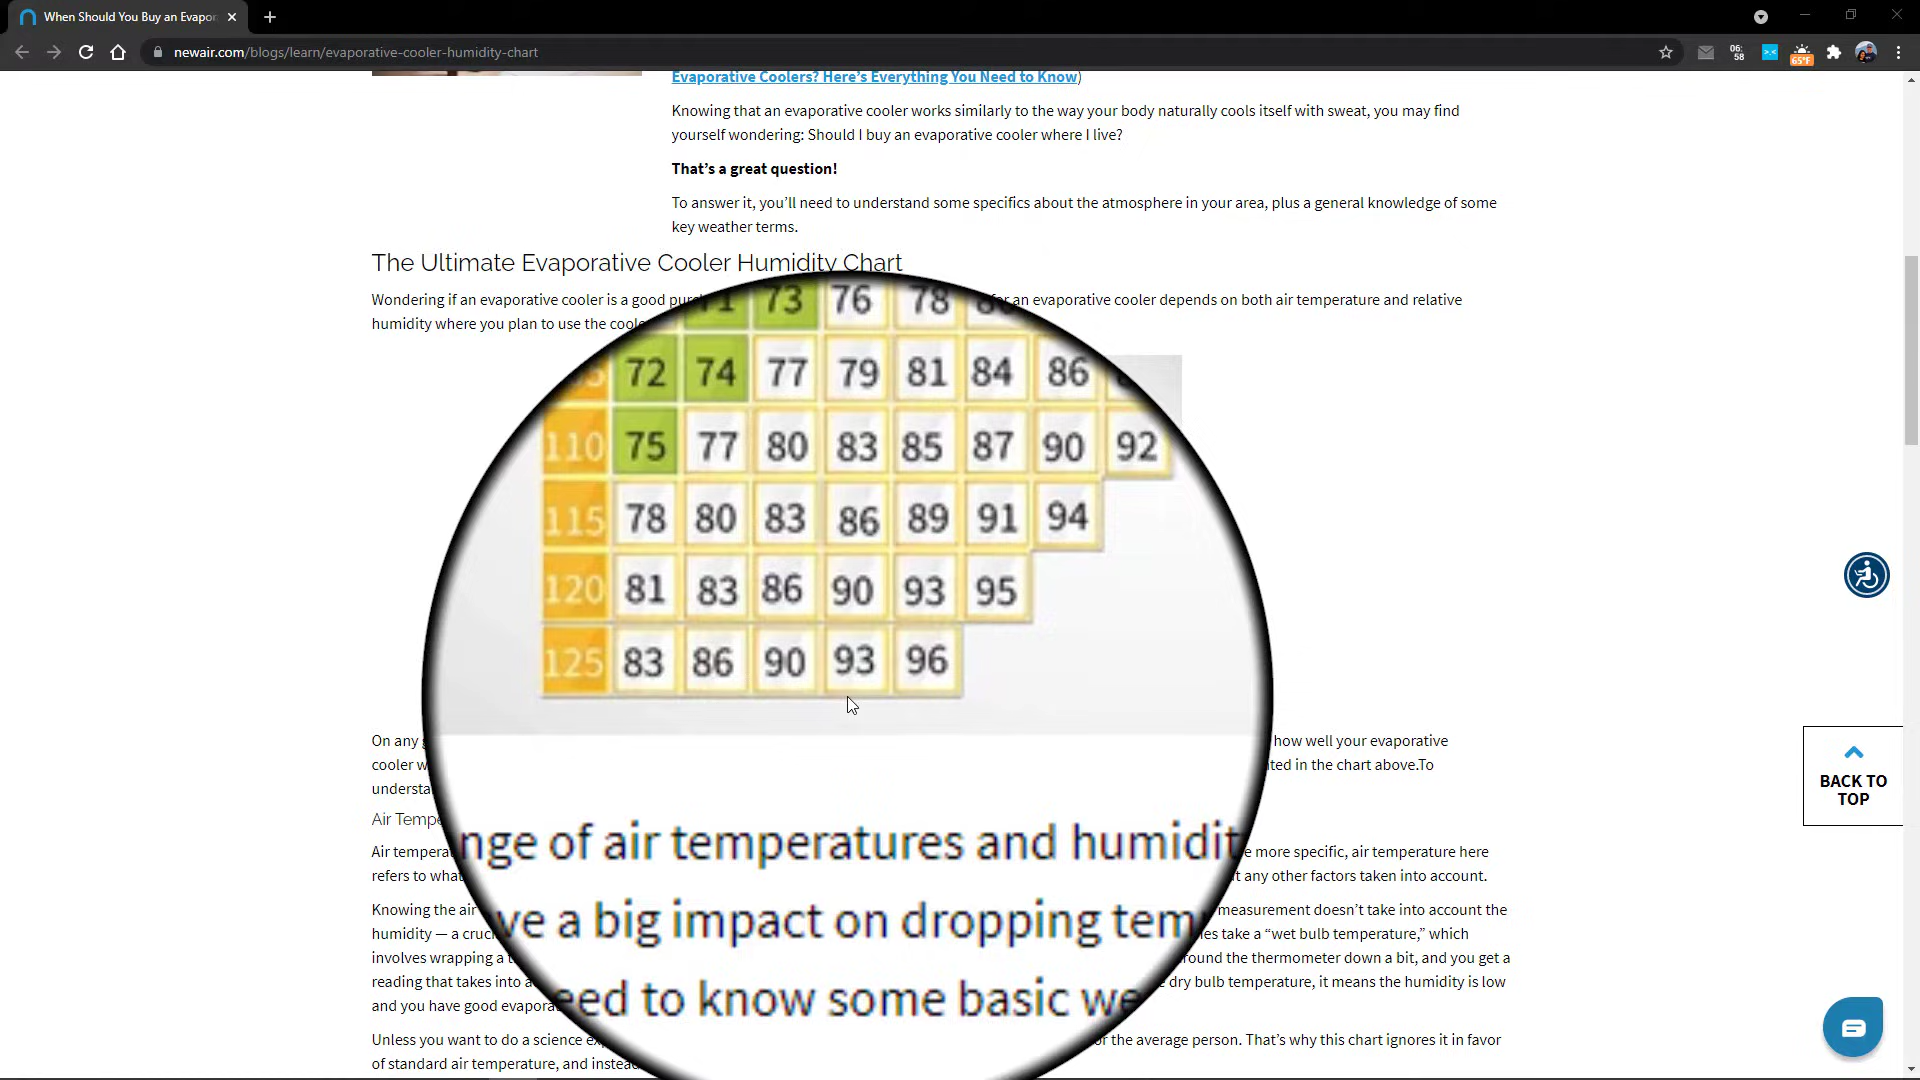 When Should You Buy an Evapor
newair.com/blogs/learn/evaporative-cooler-humidity-chart
06:
58
65°F
Evaporative Coolers? Here’s Everything You Need to Know)
Knowing that an evaporative cooler works similarly to the way your body naturally cools itself with sweat, you may find
yourself wondering: Should I buy an evaporative cooler where I live?
That’s a great question!
To answer it, you’ll need to understand some specifics about the atmosphere in your area, plus a general knowledge of some
key weather terms.
The Ultimate Evaporative Cooler Humidity Chart
Wondering if an evaporative cooler is a good pur
for an evaporative cooler depends on both air temperature and relative
humidity where you plan to use the coole
73 76 78
72 74 77 79 81 84 86
110 75 77 80 83 85 87 90 92
115 78 80 83 86 89 91 94
120 81 83 86 90 93 95
125 83 86 90 93 96
On any
how well your evaporative
cooler w
ted in the chart above.To
understa
BACK TO
TOP
Air Tempe
nge of air temperatures and humidit
Air tempera
e more specific, air temperature here
refers to what
t any other factors taken into account.
Knowing the air
ve a big impact on dropping tem
measurement doesn’t take into account the
humidity — a cruc
es take a “wet bulb temperature,” which
involves wrapping a t
round the thermometer down a bit, and you get a
reading that takes into a
eed to know some basic we
dry bulb temperature, it means the humidity is low
and you have good evapora
Unless you want to do a science ex
or the average person. That’s why this chart ignores it in favor
of standard air temperature, and instead